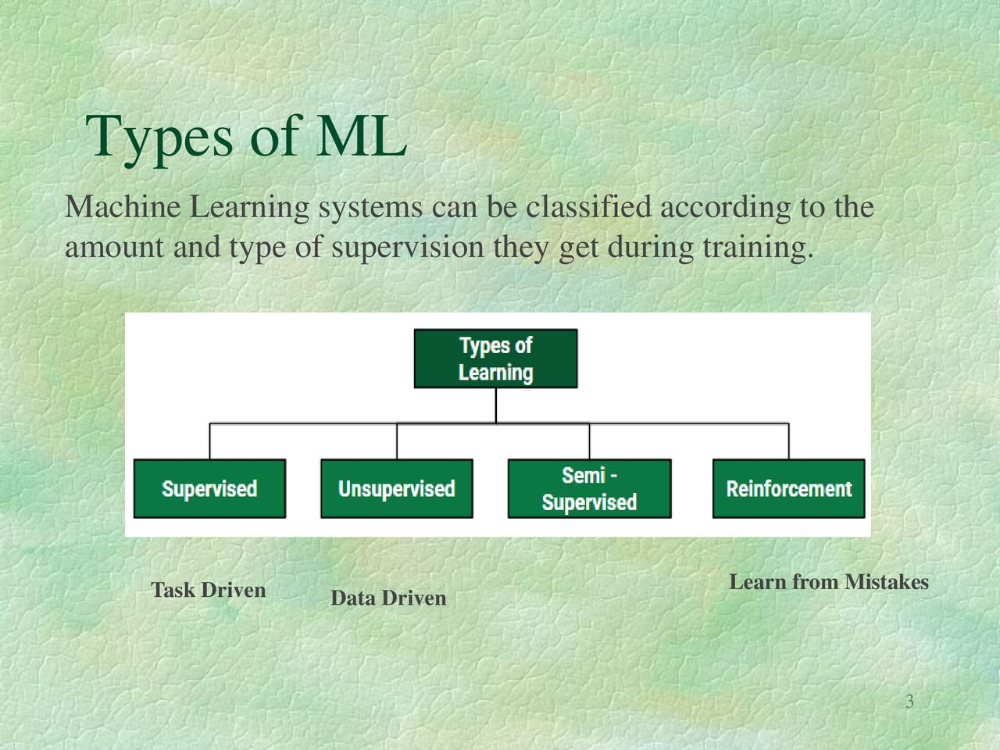 Types of ML
Machine Learning systems can be classified according to the
amount and type of supervision they get during training.
Types of
Learning
Supervised
Unsupervised
Semi -
Supervised
Reinforcement
Task Driven
Data Driven
Learn from Mistakes
3